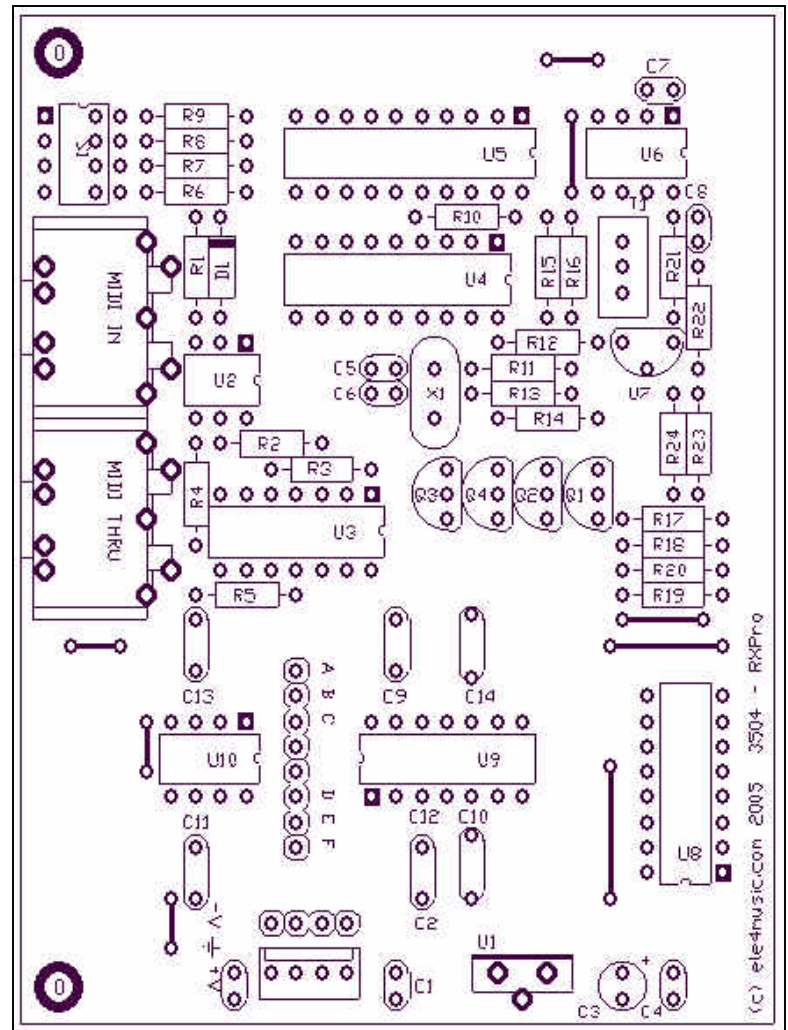 0
C7
S1
R9
R8
R7
R6
U5
U6
T1
C8
R10
MIDI IN
R1
D1
U4
R15
R16
R21
R22
R12
C5
R11
C6
X1
R13
R14
U7
U2
R24
R23
MIDI THRU
R2
R3
R4
U3
Q3
Q4
Q2
Q1
R17
R18
R20
R19
R5
C13
A
B
C
D
E
F
C9
C14
U10
U9
C11
C12
C10
U8
C2
-V
+V
U1
C1
C3
+
C4
0
(c) ele4music.com 2005 3504 - RXPro